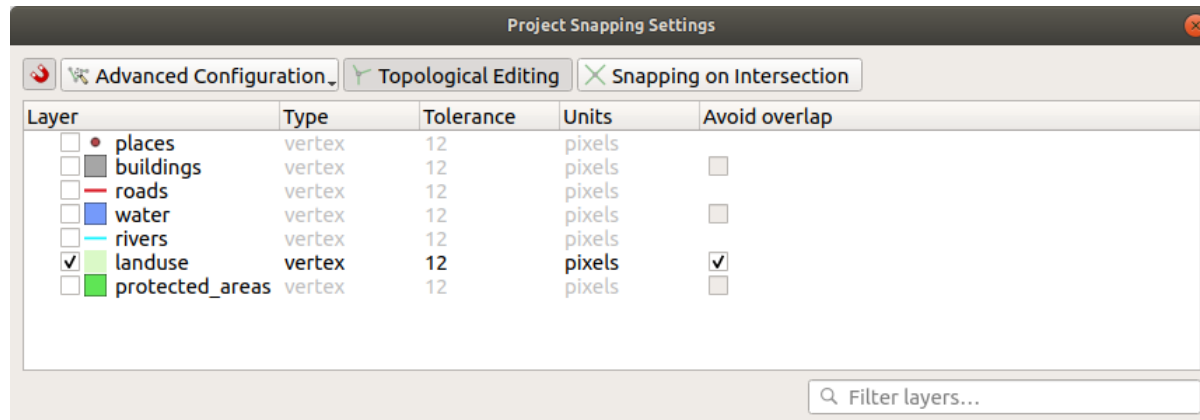 Project Snapping Settings
Advanced Configuration Topological Editing Snapping on Intersection
Layer Type Tolerance Units Avoid overlap
places vertex 12 pixels
buildings vertex 12 pixels
roads vertex 12 pixels
water vertex 12 pixels
rivers vertex 12 pixels
landuse vertex 12 pixels
protected_areas vertex 12 pixels
Filter layers...